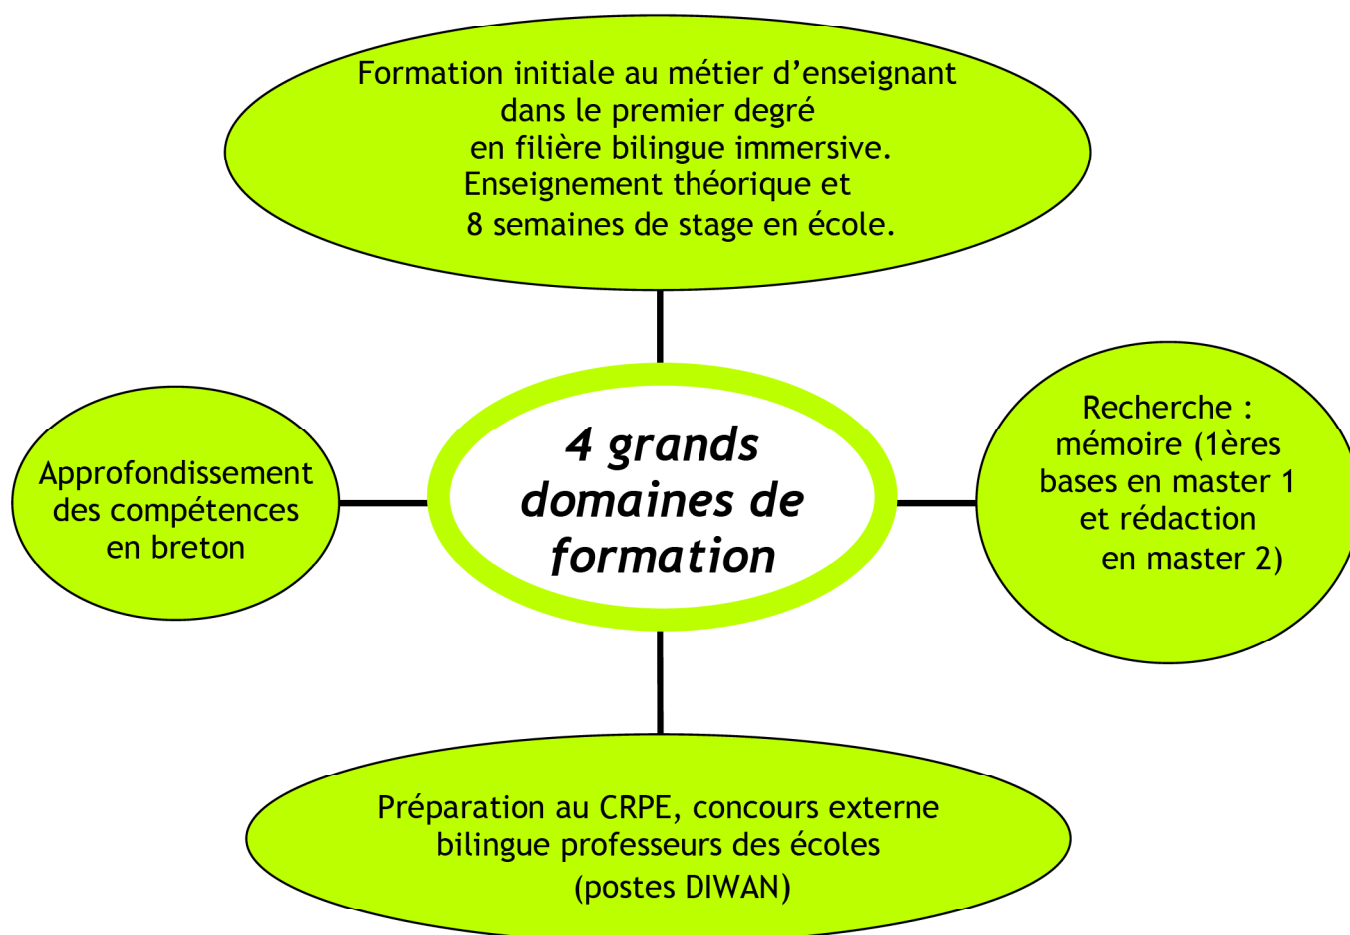 Formation initiale au métier d’enseignant
dans le premier degré
en filière bilingue immersive.
Enseignement théorique et
8 semaines de stage en école.
4 grands
domaines de
formation
Approfondissement
des compétences
en breton
Recherche :
mémoire (1ères
bases en master 1
et rédaction
en master 2)
Préparation au CRPE, concours externe
bilingue professeurs des écoles
(postes DIWAN)